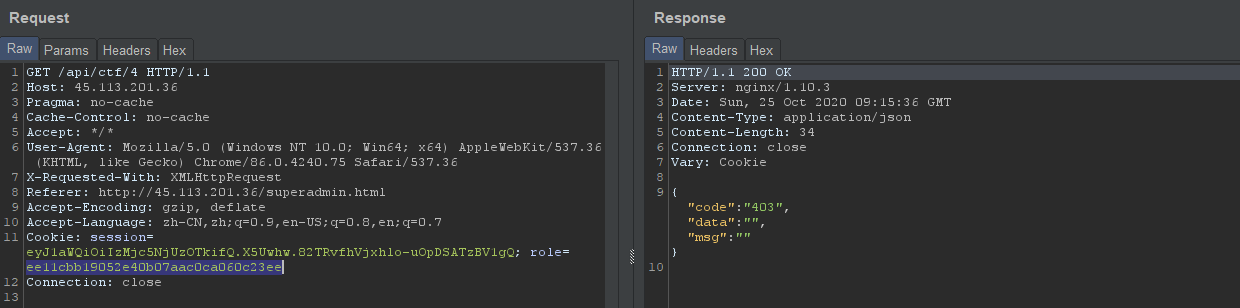 Request
Raw Params Headers Hex
1 GET /api/ctf/4 HTTP/1.1
2 Host: 45.113.201.36
3 Pragma: no-cache
4 Cache-Control: no-cache
5 Accept: */*
6 User-Agent: Mozilla/5.0 (Windows NT 10.0; Win64; x64) AppleWebKit/537.36
(KHTML, like Gecko) Chrome/86.0.4240.75 Safari/537.36
7 X-Requested-With: XMLHttpRequest
8 Referer: http://45.113.201.36/superadmin.html
9 Accept-Encoding: gzip, deflate
10 Accept-Language: zh-CN,zh;q=0.9,en-US;q=0.8,en;q=0.7
11 Cookie: session=
eyJ1aWQiOiIzMjc5NjUzOTkifQ.X5Uwhw.82TRvfhVjxhlo-uOpDSATzBV1gQ; role=
ee11cbb19052e40b07aac0ca060c23ee
12 Connection: close
13
Response
Raw Headers Hex
1 HTTP/1.1 200 OK
2 Server: nginx/1.10.3
3 Date: Sun, 25 Oct 2020 09:15:36 GMT
4 Content-Type: application/json
5 Content-Length: 34
6 Connection: close
7 Vary: Cookie
8
9 {
"code":"403",
"data":"",
"msg":""
}
10